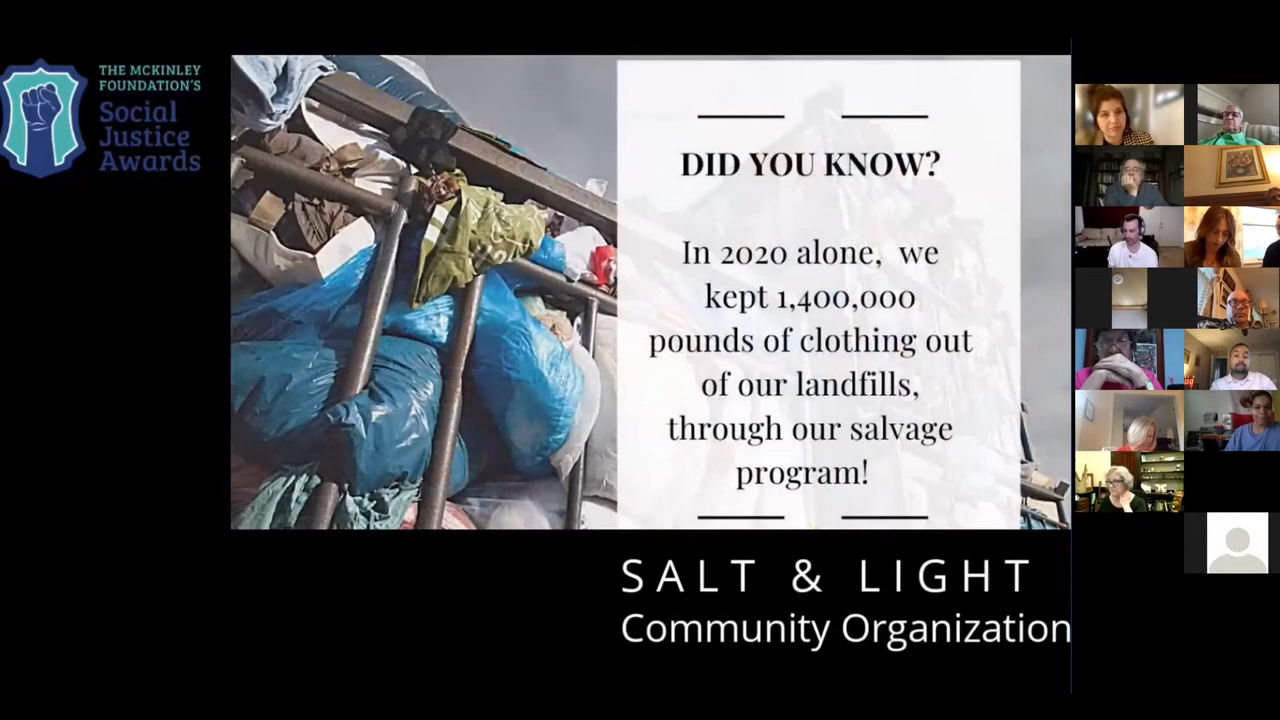 THE MCKINLEY
FOUNDATION'S
Social
Justice
Awards
DID YOU KNOW?
In 2020 alone, we
kept 1,400,000
pounds of clothing out
of our landfills,
through our salvage
program!
SALT & LIGHT
Community Organization